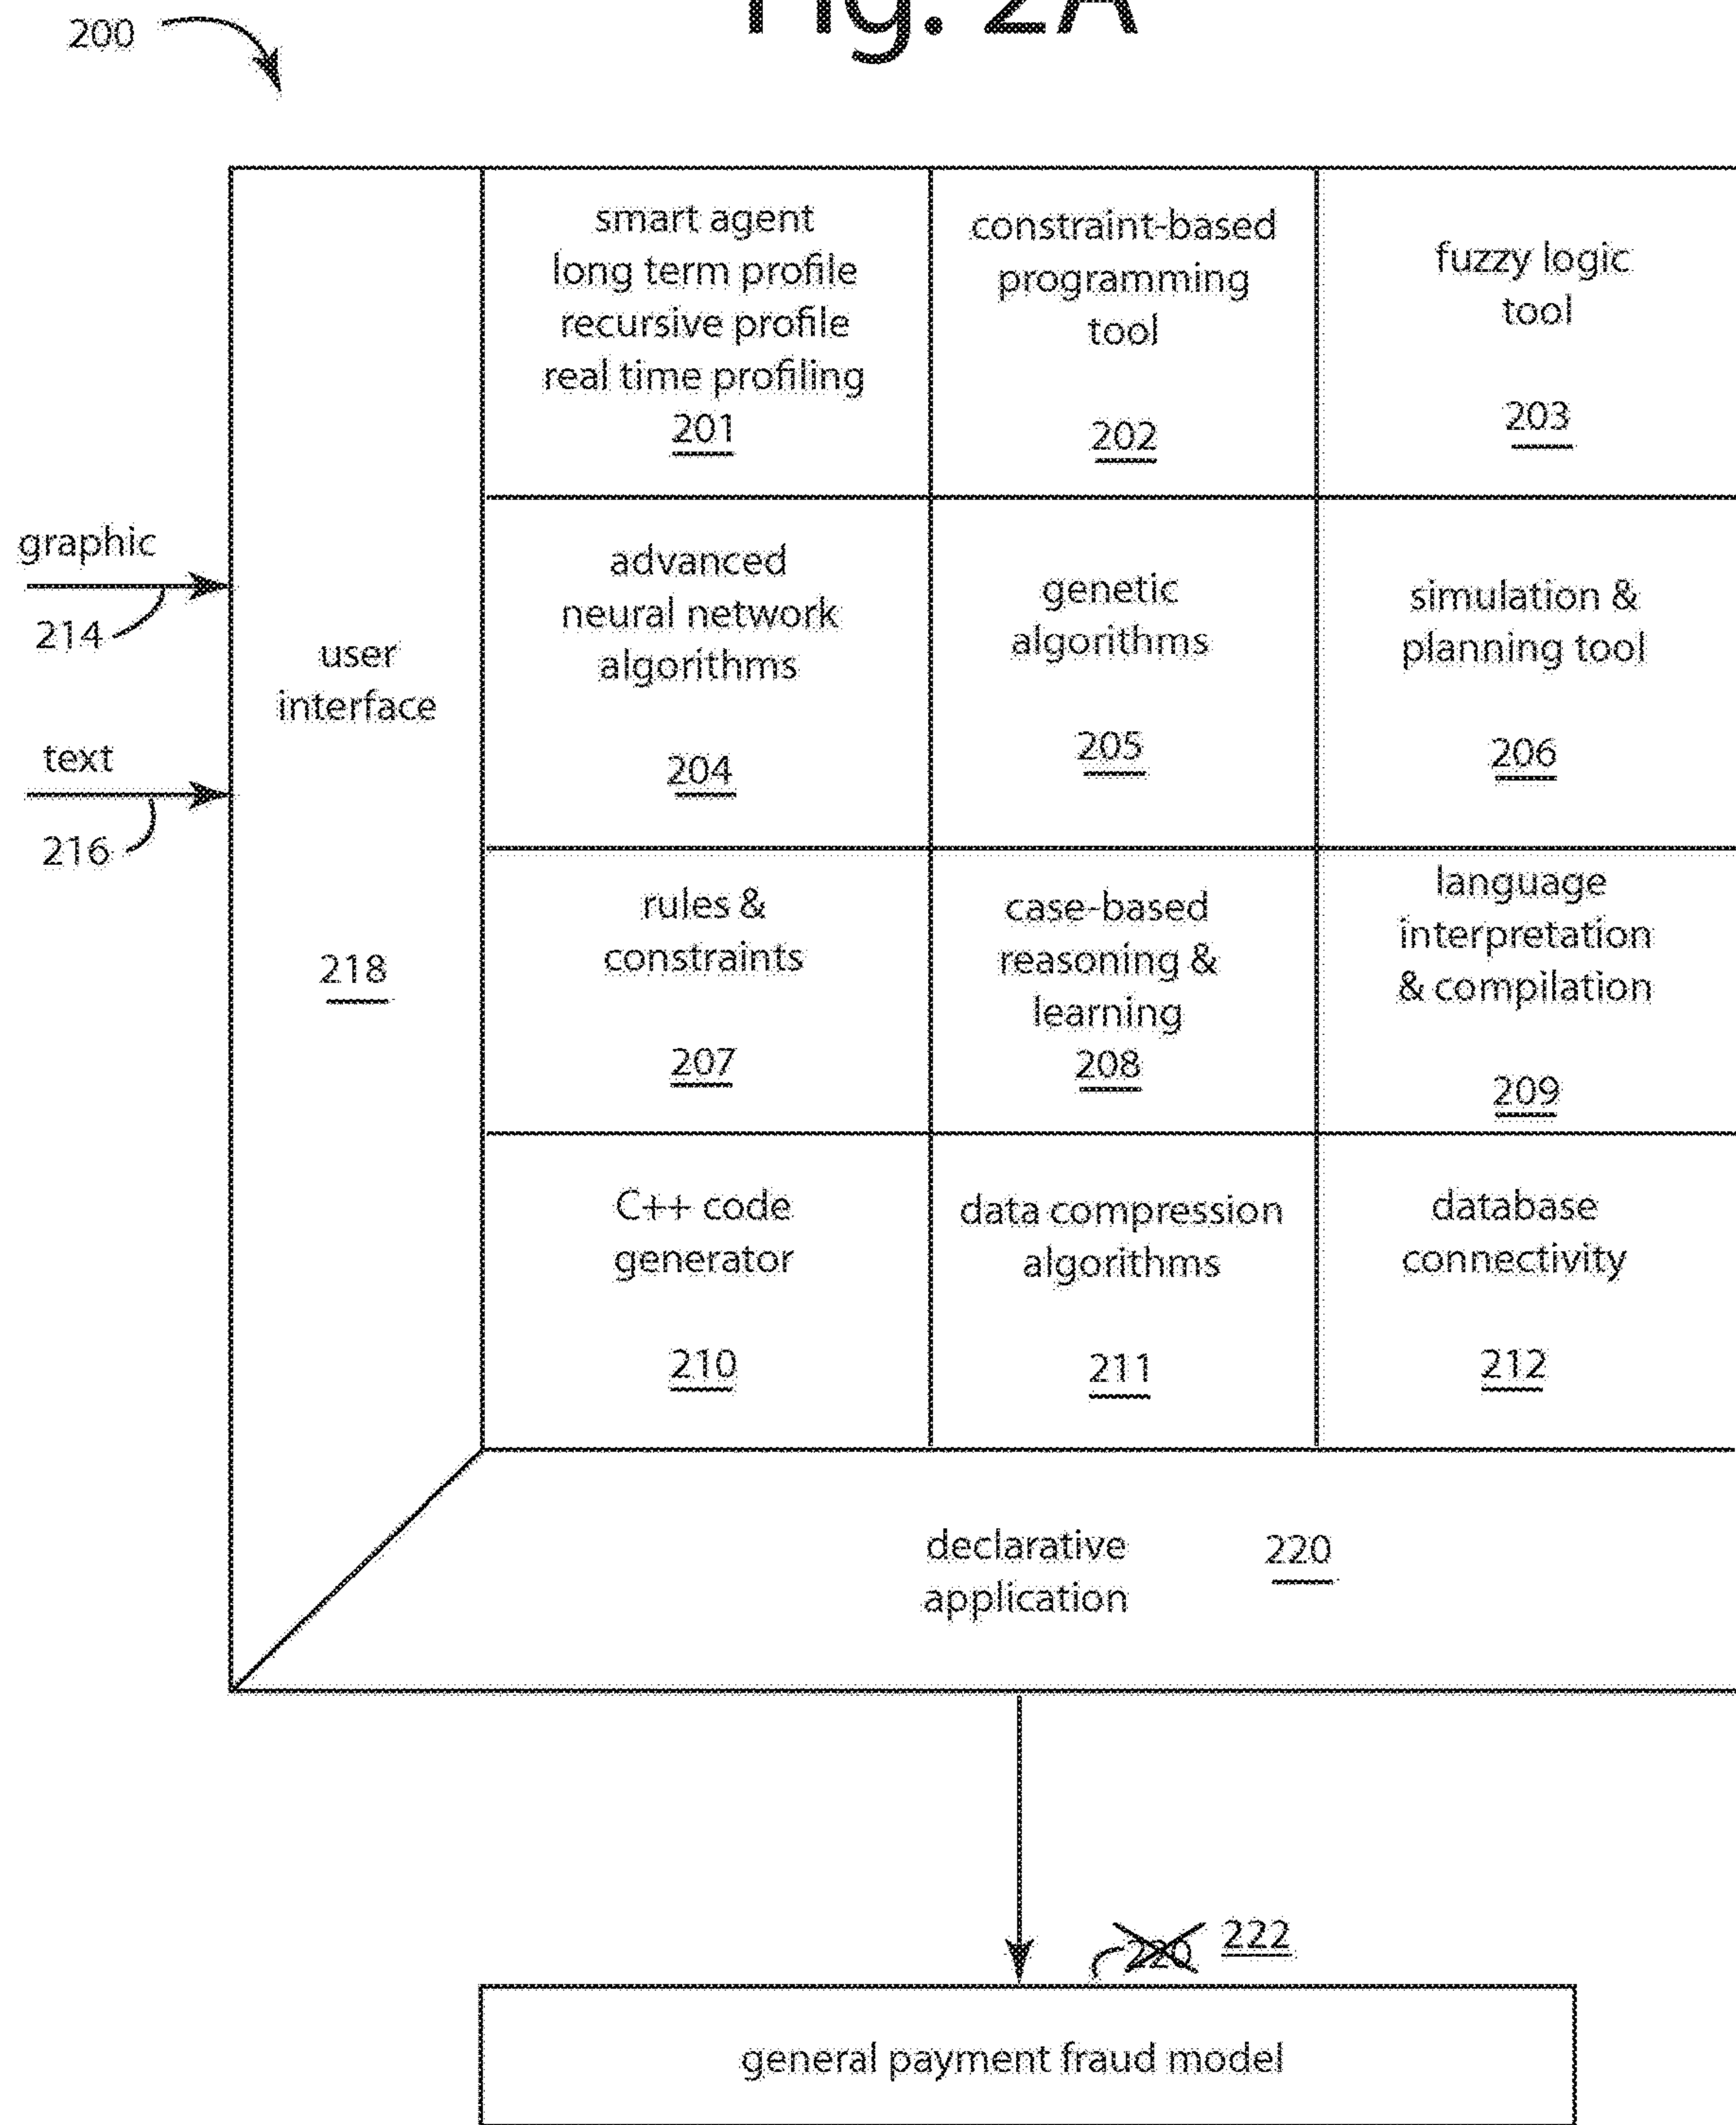 Fig. 2A
200
smart agent
long term profile
recursive profile
real time profiling
201
constraint-based
programming
tool
202
fuzzy logic
tool
203
graphic
214
text
216
user
interface
218
advanced
neural network
algorithms
204
genetic
algorithms
205
simulation &
planning tool
206
rules &
constraints
207
case-based
reasoning &
learning
208
language
interpretation
& compilation
209
C++ code
generator
210
data compression
algorithms
211
database
connectivity
212
declarative
application
220
220
222
general payment fraud model